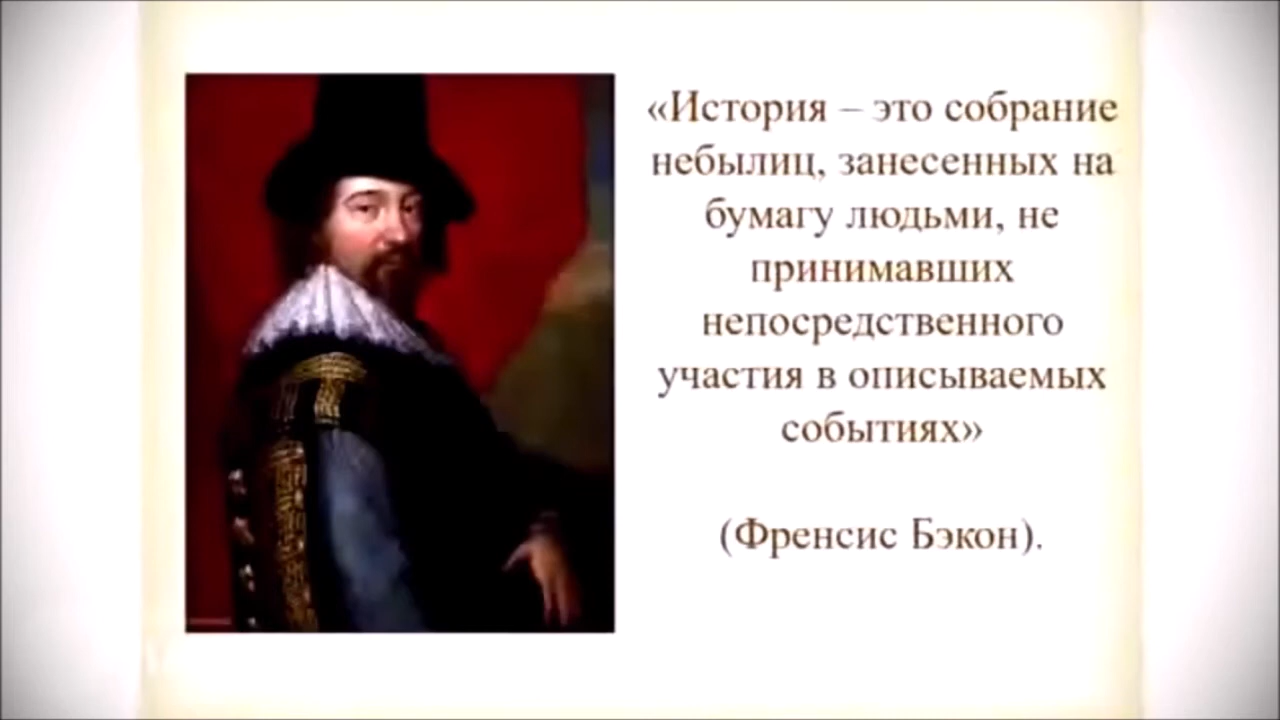 «История – это собрание
небылиц, занесенных на
бумагу людьми, не
принимавших
непосредственного
участия в описываемых
событиях»
(Френсис Бэкон).